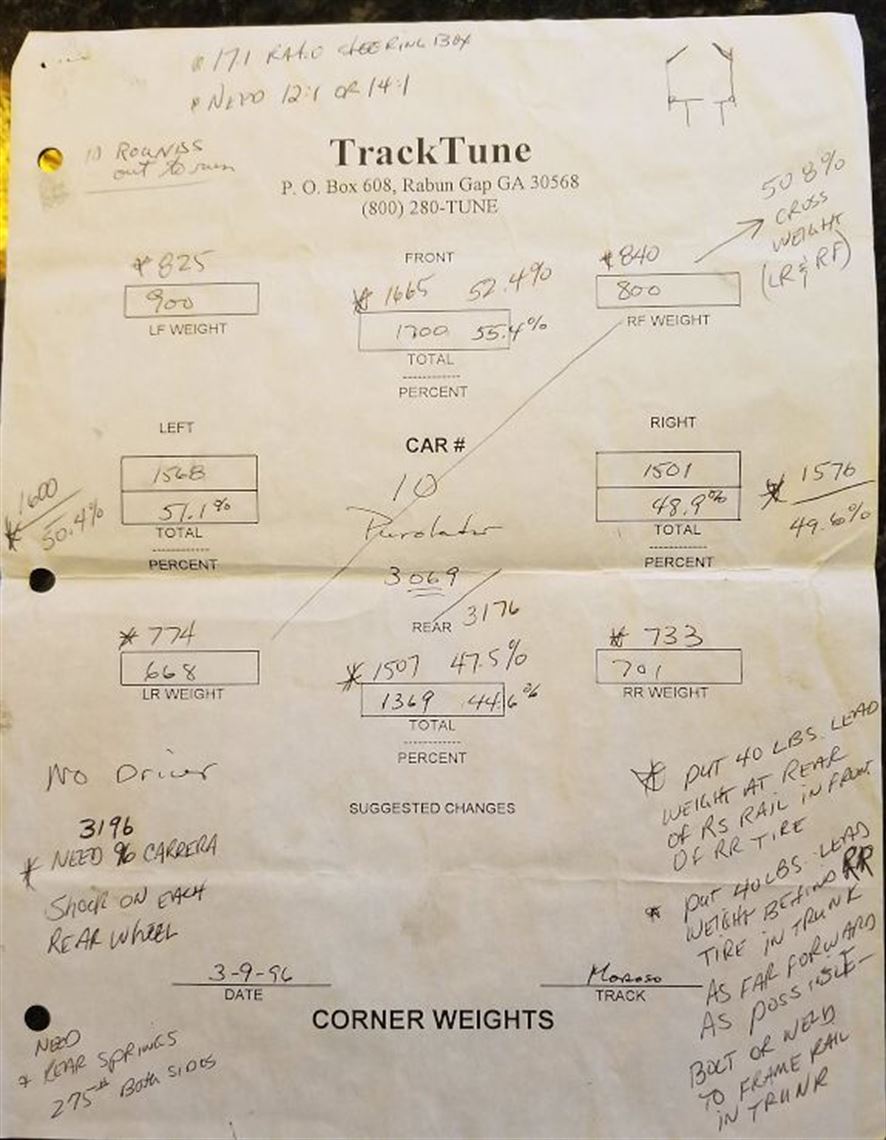 * 171 RATIO STEERING BOX
* NEED 12:1 OR 14:1
10 ROUNDS
out to run
TrackTune
P. O. Box 608, Rabun Gap GA 30568
(800) 280-TUNE
50.8%
CROSS
WEIGHT
(LR & RF)
* 825
900
LF WEIGHT
FRONT
* 1665 52.4%
1700 55.4%
TOTAL
----------
PERCENT
* 840
800
RF WEIGHT
LEFT
1568
51.1%
TOTAL
----------
PERCENT
* 1600
50.4%
CAR #
10
Purolator
3069
3176
RIGHT
1501
48.9%
TOTAL
----------
PERCENT
* 1576
49.6%
* 774
668
LR WEIGHT
REAR
* 1507 47.5%
1369 44.6%
TOTAL
----------
PERCENT
* 733
701
RR WEIGHT
No Driver
SUGGESTED CHANGES
3196
* NEED 96 CARRERA
SHOCK ON EACH
REAR WHEEL
* PUT 40 LBS. LEAD
WEIGHT AT REAR
OF RS RAIL IN FRONT
OF RR TIRE
* PUT 40 LBS. LEAD
WEIGHT BEHIND RR
TIRE IN TRUNK
AS FAR FORWARD
AS POSSIBLE-
BOLT OR WELD
TO FRAME RAIL
IN TRUNK
3-9-96
DATE
Moroso
TRACK
CORNER WEIGHTS
NEED
* REAR SPRINGS
275# BOTH SIDES